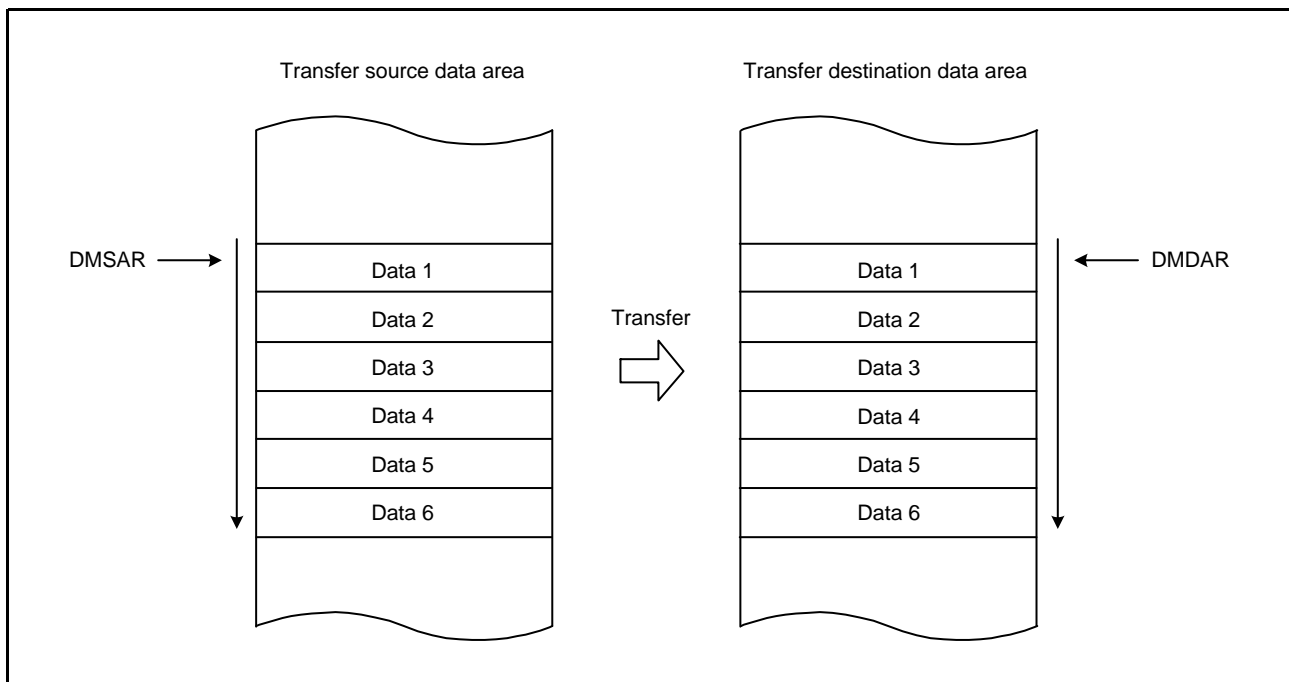 Transfer source data area
Transfer destination data area
DMSAR
Data 1
Data 2
Data 3
Data 4
Data 5
Data 6
Transfer
Data 1
Data 2
Data 3
Data 4
Data 5
Data 6
DMDAR